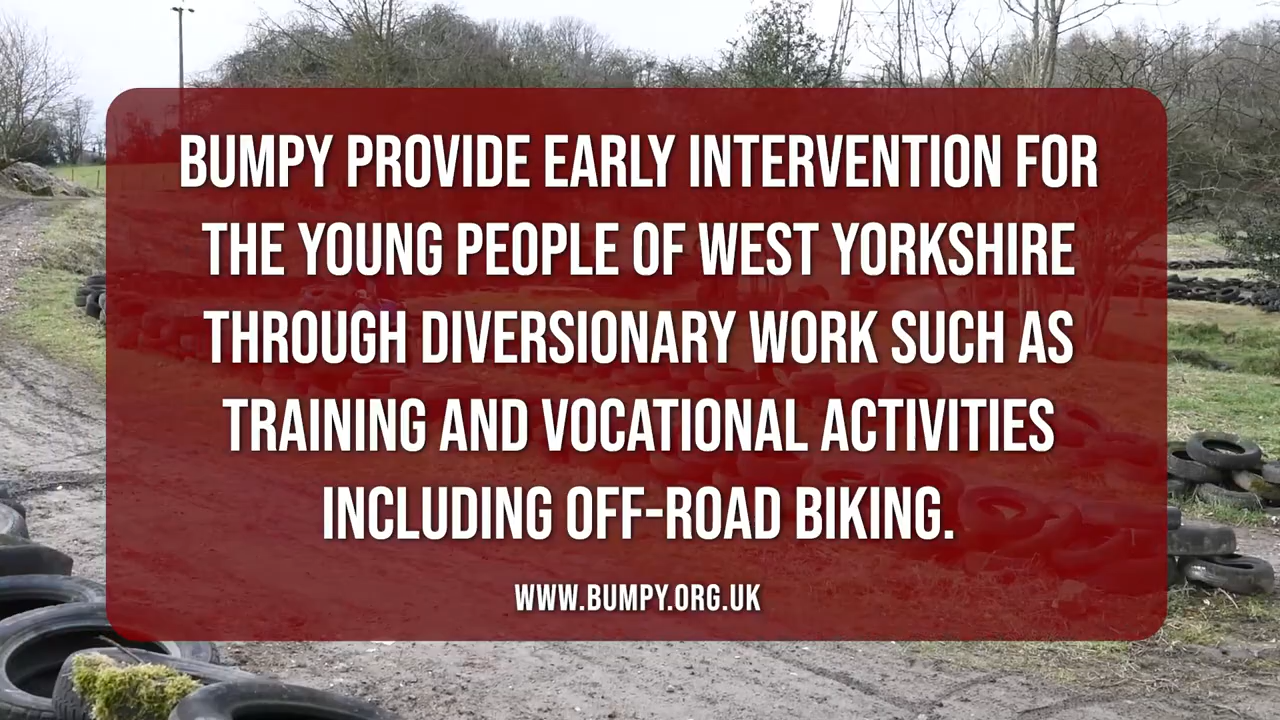 BUMPY PROVIDE EARLY INTERVENTION FOR
THE YOUNG PEOPLE OF WEST YORKSHIRE
THROUGH DIVERSIONARY WORK SUCH AS
TRAINING AND VOCATIONAL ACTIVITIES
INCLUDING OFF-ROAD BIKING.
WWW.BUMPY.ORG.UK